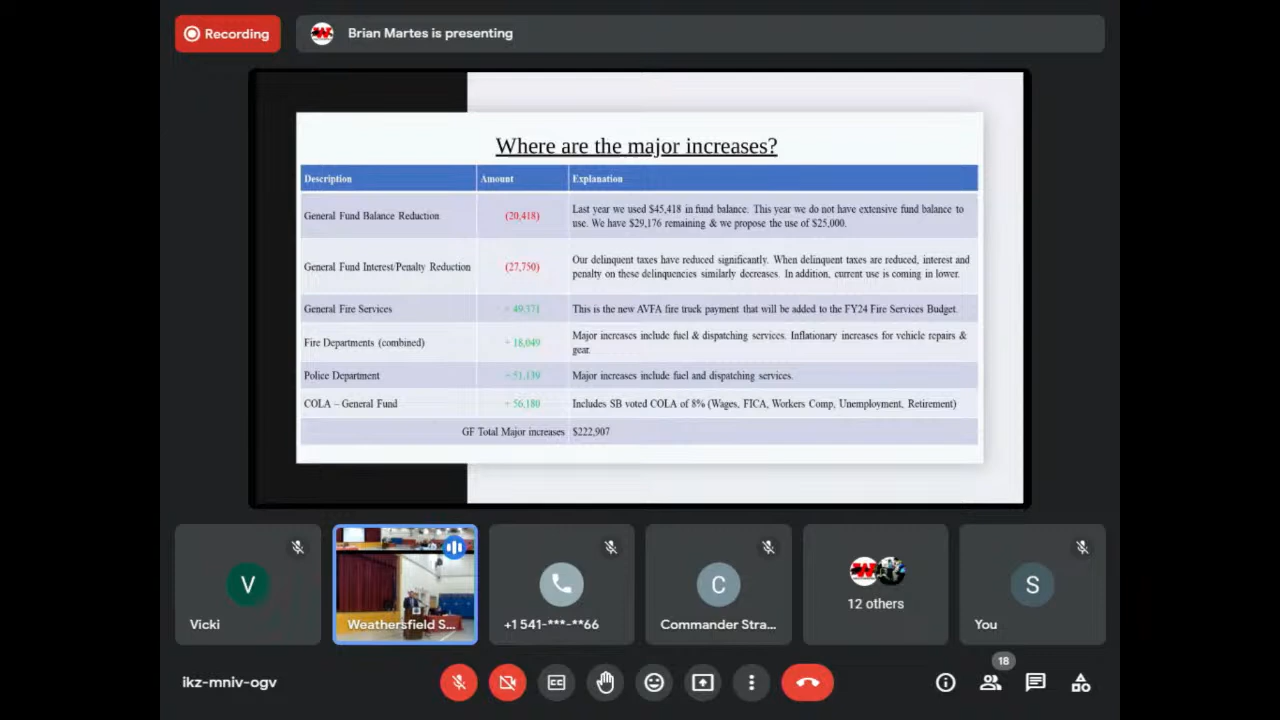 Recording
Brian Martes is presenting
Where are the major increases?
Description Amount Explanation
General Fund Balance Reduction (20,418) Last year we used $45,418 in fund balance. This year we do not have extensive fund balance to
use. We have $29,176 remaining & we propose the use of $25,000.
General Fund Interest/Penalty Reduction (27,750) Our delinquent taxes have reduced significantly. When delinquent taxes are reduced, interest and
penalty on these delinquencies similarly decreases. In addition, current use is coming in lower.
General Fire Services + 49,371 This is the new AVFA fire truck payment that will be added to the FY24 Fire Services Budget.
Fire Departments (combined) + 18,049 Major increases include fuel & dispatching services. Inflationary increases for vehicle repairs &
gear.
Police Department + 51,139 Major increases include fuel and dispatching services.
COLA – General Fund + 56,180 Includes SB voted COLA of 8% (Wages, FICA, Workers Comp, Unemployment, Retirement)
GF Total Major increases $222,907
V
Vicki
Weathersfield S...
+1 541-***-**66
C
Commander Stra...
12 others
S
You
ikz-mniv-ogv
18